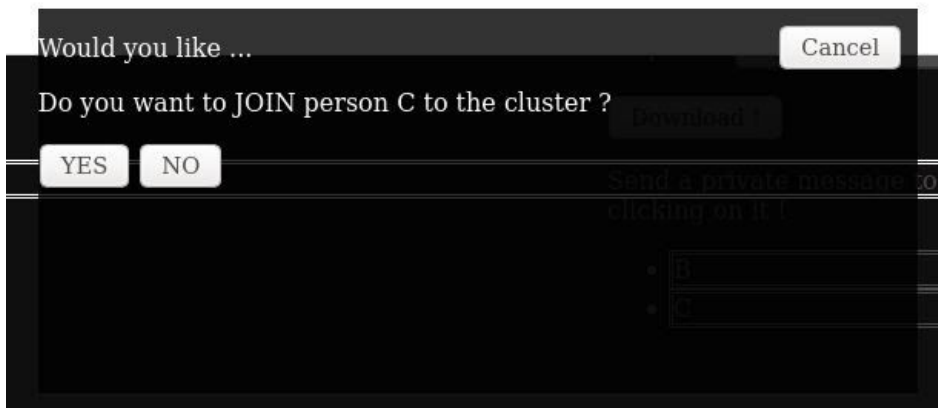 Would you like ...
Cancel
Do you want to JOIN person C to the cluster ?
Download !
YES
NO
Send a private message to
clicking on it !
B
C